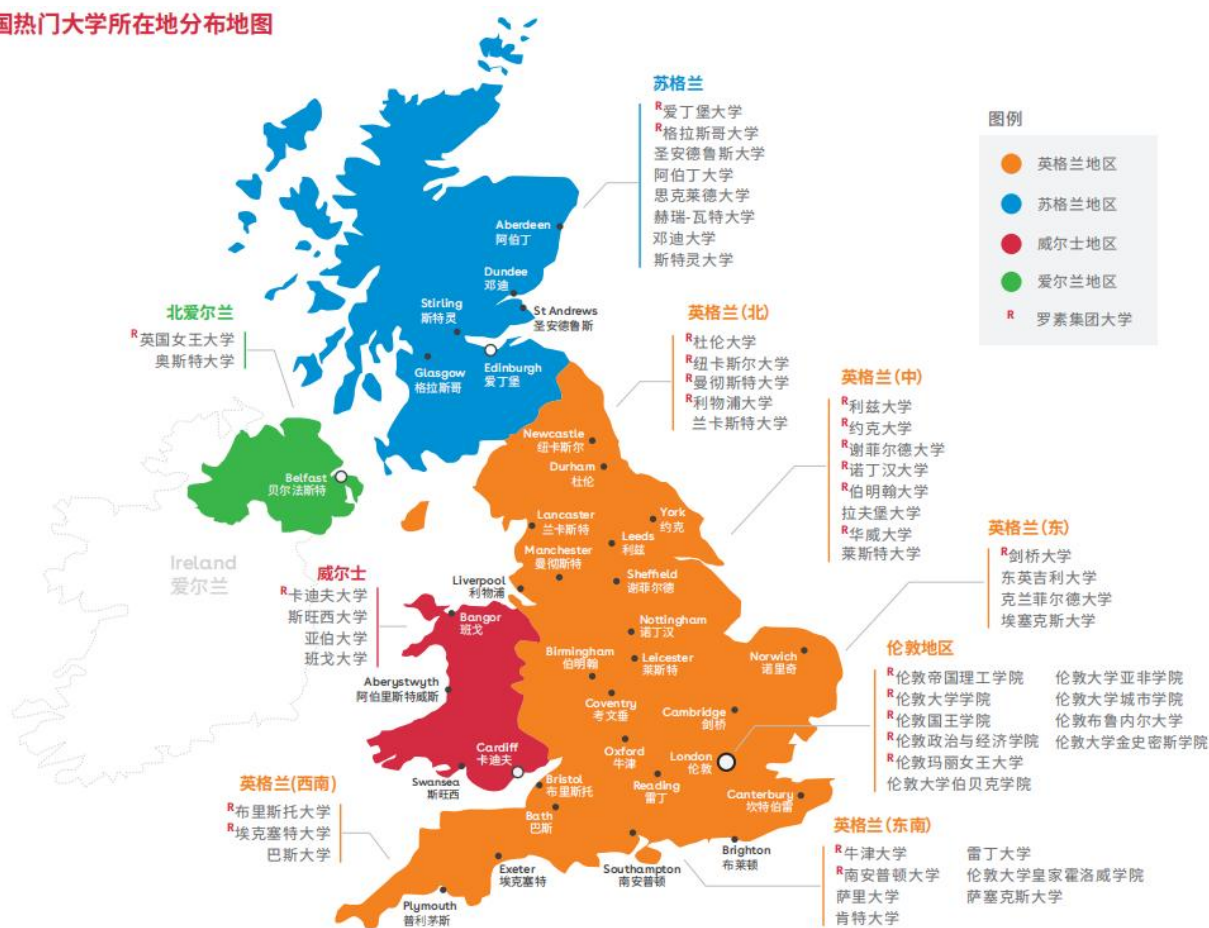 国热门大学所在地分布地图
苏格兰
R爱丁堡大学
R格拉斯哥大学
圣安德鲁斯大学
阿伯丁大学
思克莱德大学
赫瑞-瓦特大学
邓迪大学
斯特灵大学
图例
英格兰地区
苏格兰地区
威尔士地区
爱尔兰地区
R 罗素集团大学
Aberdeen
阿伯丁
Dundee
邓迪
Stirling
斯特灵
St Andrews
圣安德鲁斯
Glasgow
格拉斯哥
Edinburgh
爱丁堡
北爱尔兰
R英国女王大学
奥斯特大学
英格兰(北)
R杜伦大学
R纽卡斯尔大学
R曼彻斯特大学
R利物浦大学
兰卡斯特大学
英格兰(中)
R利兹大学
R约克大学
R谢菲尔德大学
R诺丁汉大学
R伯明翰大学
拉夫堡大学
R华威大学
莱斯特大学
Newcastle
纽卡斯尔
Durham
杜伦
Belfast
贝尔法斯特
Lancaster
兰卡斯特
York
约克
Leeds
利兹
Manchester
曼彻斯特
Ireland
爱尔兰
Liverpool
利物浦
Sheffield
谢菲尔德
威尔士
R卡迪夫大学
斯旺西大学
亚伯大学
班戈大学
Bangor
班戈
Nottingham
诺丁汉
Birmingham
伯明翰
Leicester
莱斯特
Norwich
诺里奇
英格兰(东)
R剑桥大学
东英吉利大学
克兰菲尔德大学
埃塞克斯大学
Aberystwyth
阿伯里斯特威斯
Coventry
考文垂
Cambridge
剑桥
伦敦地区
R伦敦帝国理工学院 伦敦大学亚非学院
R伦敦大学学院 伦敦大学城市学院
R伦敦国王学院 伦敦布鲁内尔大学
R伦敦政治与经济学院 伦敦大学金史密斯学院
R伦敦玛丽女王大学
伦敦大学伯贝克学院
Cardiff
卡迪夫
Oxford
牛津
London
伦敦
Swansea
斯旺西
Bristol
布里斯托
Reading
雷丁
Canterbury
坎特伯雷
Bath
巴斯
英格兰(西南)
R布里斯托大学
R埃克塞特大学
巴斯大学
Exeter
埃克塞特
Southampton
南安普顿
Brighton
布莱顿
Plymouth
普利茅斯
英格兰(东南)
R牛津大学 雷丁大学
R南安普顿大学 伦敦大学皇家霍洛威学院
萨里大学 萨塞克斯大学
肯特大学